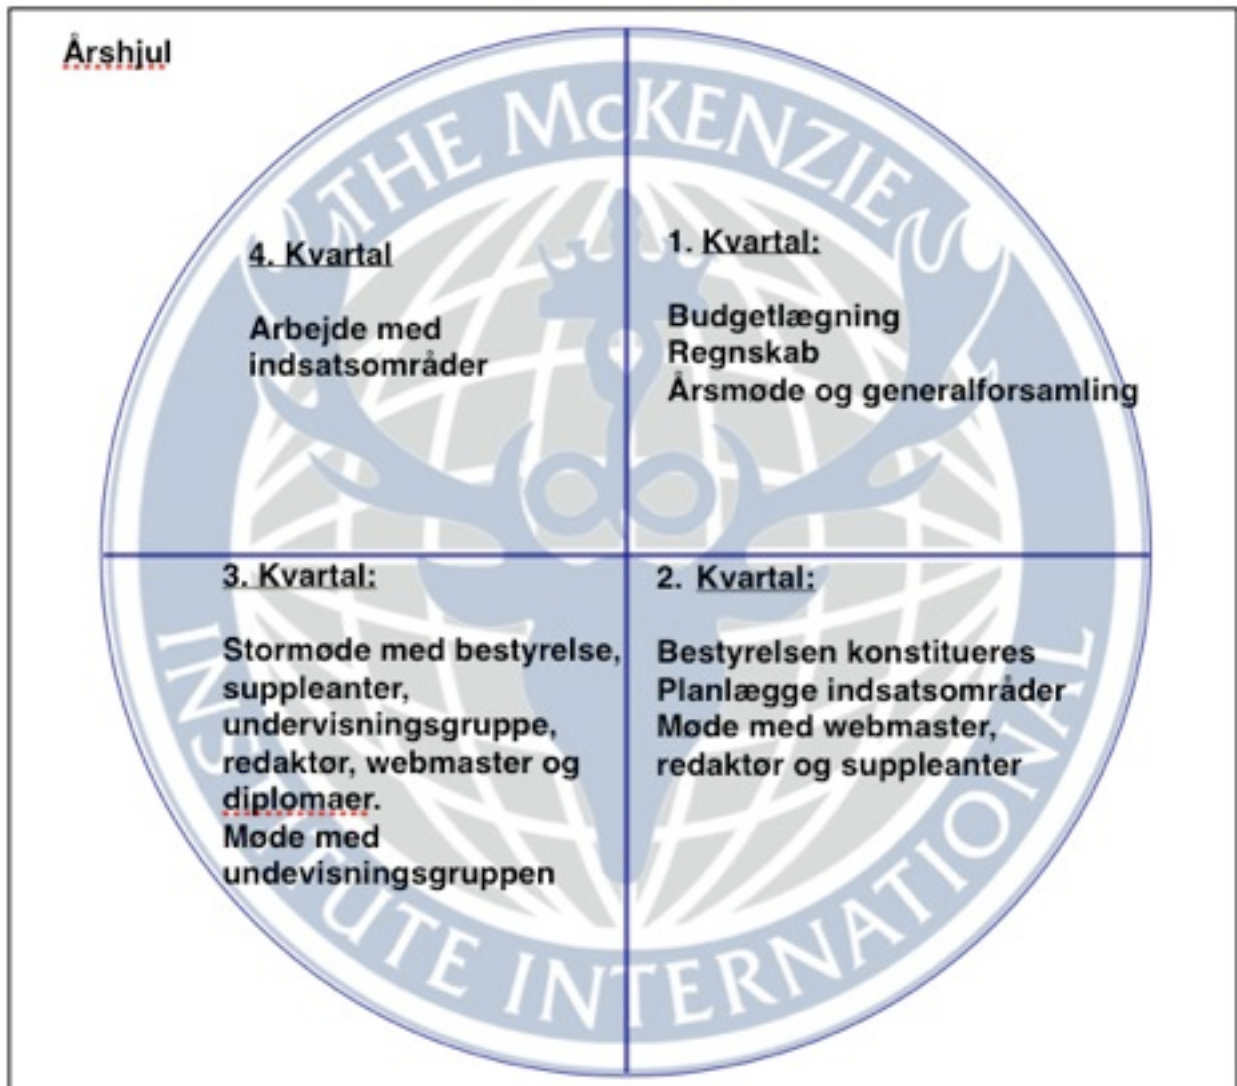 Årshjul
THE McKENZIE
INSTITUTE INTERNATIONAL
4. Kvartal
Arbejde med
indsatsområder
1. Kvartal:
Budgetlægning
Regnskab
Årsmøde og generalforsamling
3. Kvartal:
Stormøde med bestyrelse,
suppleanter,
undervisningsgruppe,
redaktør, webmaster og
diplomaer.
Møde med
undevisningsgruppen
2. Kvartal:
Bestyrelsen konstitueres
Planlægge indsatsområder
Møde med webmaster,
redaktør og suppleanter